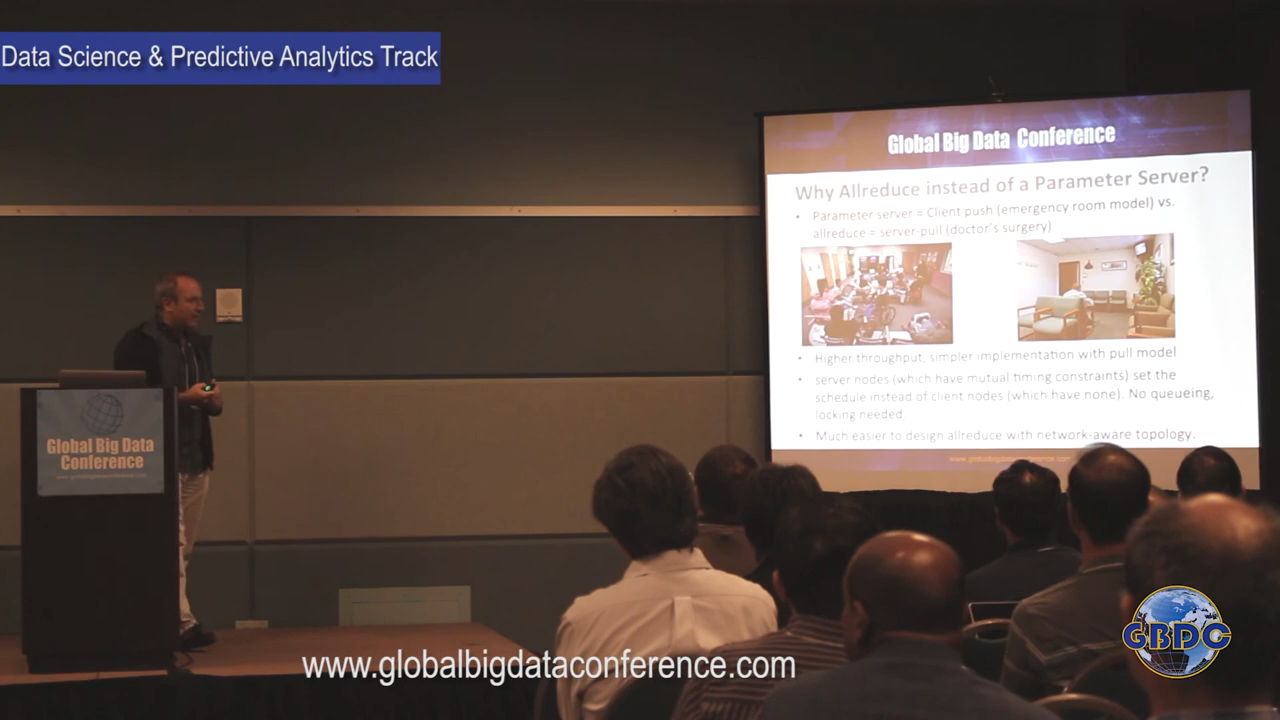 Data Science & Predictive Analytics Track
Global Big Data Conference
Why Allreduce instead of a Parameter Server?
• Parameter server = Client push (emergency room model) vs.
allreduce = server-pull (doctor's surgery)
• Higher throughput, simpler implementation with pull model
• server nodes (which have mutual timing constraints) set the
schedule instead of client nodes (which have none). No queueing,
locking needed
• Much easier to design allreduce with network-aware topology.
www.globalbigdataconference.com
Global Big Data
Conference
www.globalbigdataconference.com
GBDC
www.globalbigdataconference.com